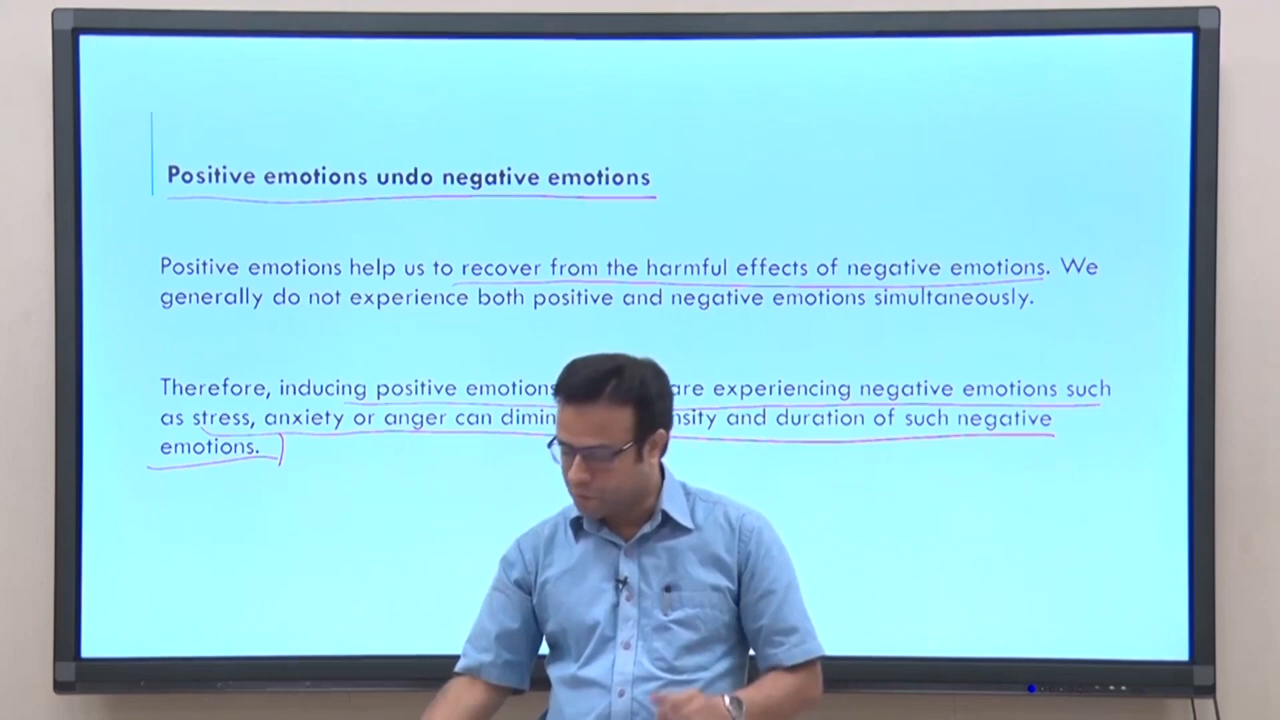 Positive emotions undo negative emotions
Positive emotions help us to recover from the harmful effects of negative emotions. We
generally do not experience both positive and negative emotions simultaneously.
Therefore, inducing positive emotions are experiencing negative emotions such
as stress, anxiety or anger can and duration of such negative
emotions.